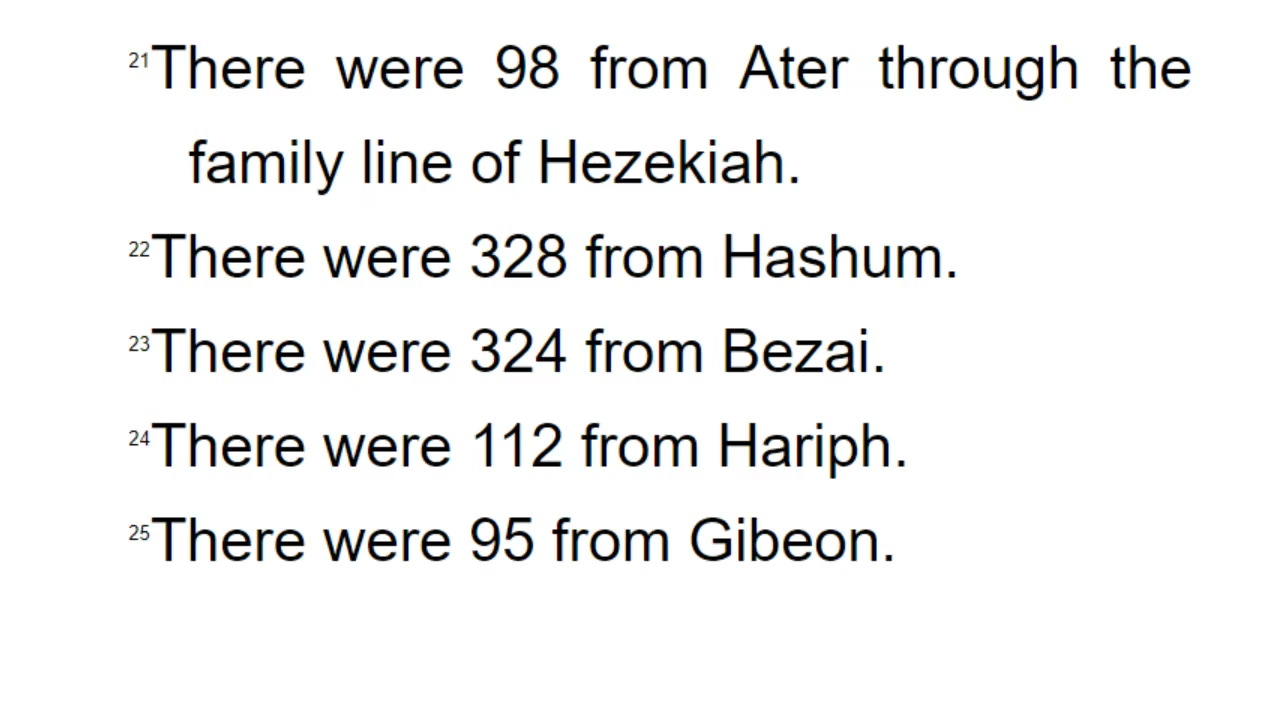 21There were 98 from Ater through the
family line of Hezekiah.
22There were 328 from Hashum.
23There were 324 from Bezai.
24There were 112 from Hariph.
25There were 95 from Gibeon.